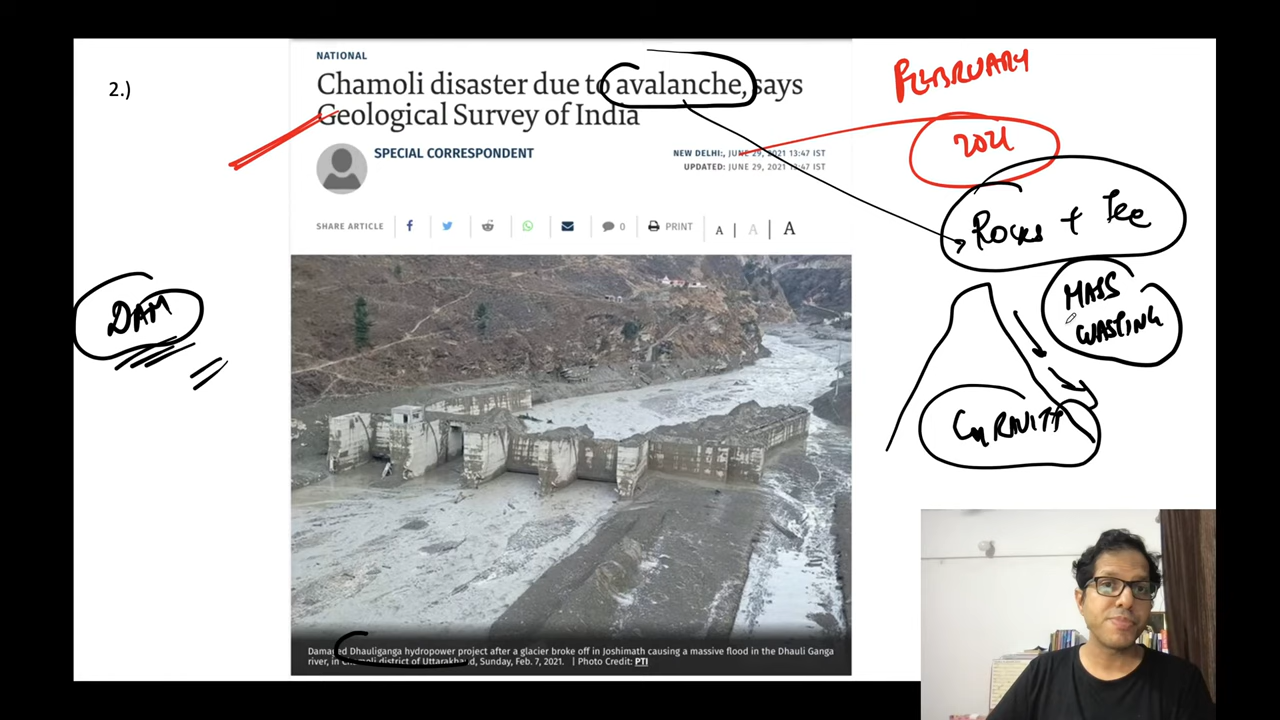 2.)
NATIONAL
Chamoli disaster due to avalanche, says
Geological Survey of India
SPECIAL CORRESPONDENT
NEW DELHI:, JUNE 29, 2021 13:47 IST
UPDATED: JUNE 29, 2021 13:47 IST
SHARE ARTICLE
0
PRINT
A | A | A
FEBRUARY
2021
Rocks + Ice
MASS
WASTING
GRAVITY
DAM
Damaged Dhauliganga hydropower project after a glacier broke off in Joshimath causing a massive flood in the Dhauli Ganga
river, in Chamoli district of Uttarakhand, Sunday, Feb. 7, 2021. | Photo Credit: PTI